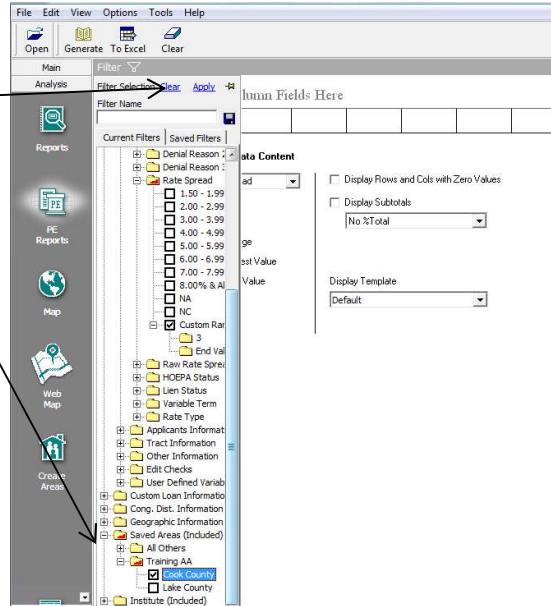 File Edit View Options Tools Help
Open Generate To Excel Clear
Main
Analysis
Reports
PE
PE
Reports
Map
Web
Map
Create
Areas
Filter
Filter Selection Clear Apply
Filter Name
Current Filters Saved Filters
Denial Reason 2
Denial Reason 3
Rate Spread
1.50 - 1.99
2.00 - 2.99
3.00 - 3.99
4.00 - 4.99
5.00 - 5.99
6.00 - 6.99
7.00 - 7.99
8.00% & Al
NA
NC
Custom Ran
3
End Val
Raw Rate Sprea
HOEPA Status
Lien Status
Variable Term
Rate Type
Applicants Informat
Tract Information
Other Information
Edit Checks
User Defined Variab
Custom Loan Informatio
Cong. Dist. Information
Geographic Information
Saved Areas (Included)
All Others
Training AA
Cook County
Lake County
Institute (Included)
lumn Fields Here
ata Content
ad
ge
est Value
Value
Display Rows and Cols with Zero Values
Display Subtotals
No %Total
Display Template
Default